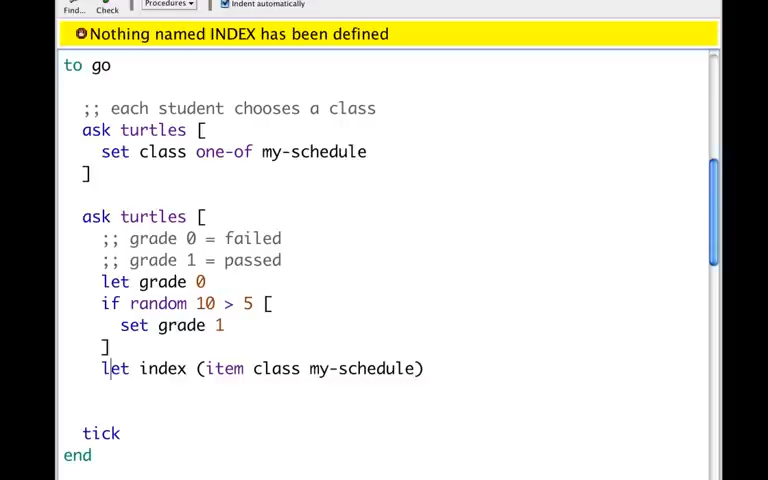 Find... Check Procedures Indent automatically
Nothing named INDEX has been defined
to go
;; each student chooses a class
ask turtles [
set class one-of my-schedule
]
ask turtles [
;; grade 0 = failed
;; grade 1 = passed
let grade 0
if random 10 > 5 [
set grade 1
]
let index (item class my-schedule)
tick
end